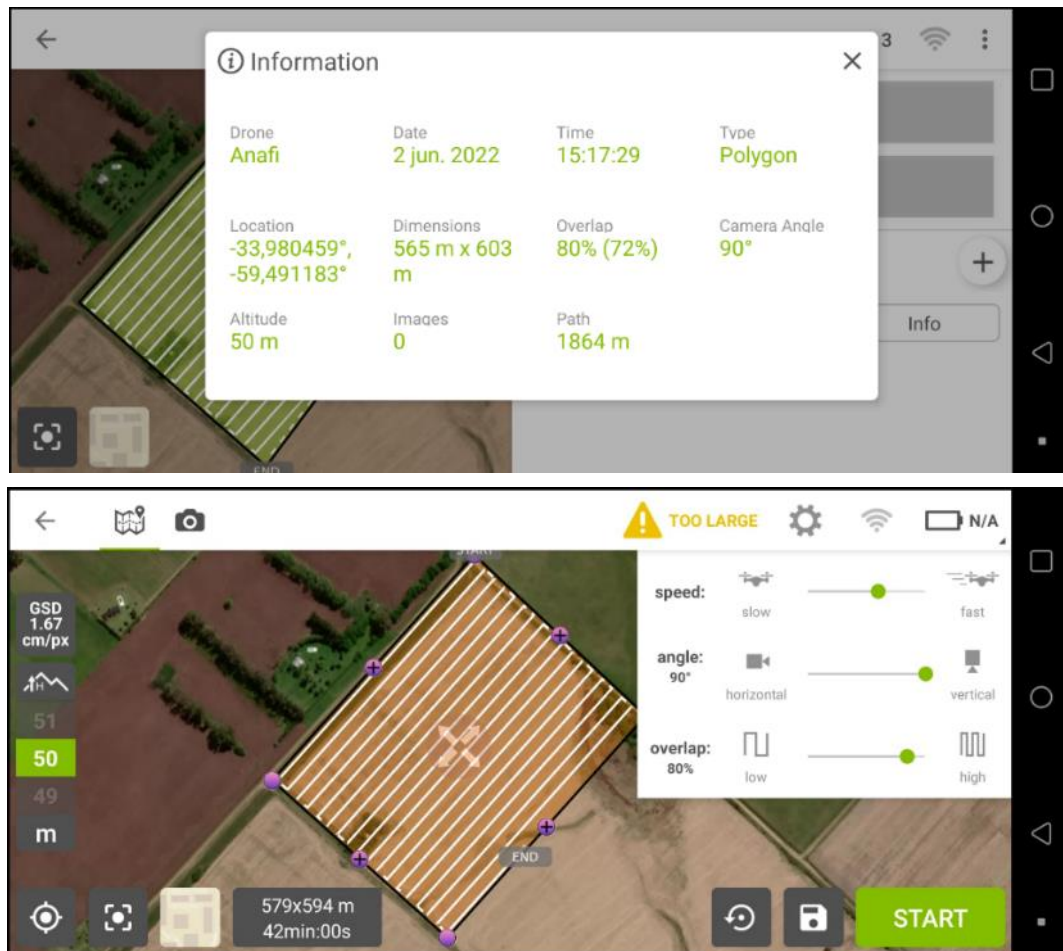 3
Information
Drone Date Time Type
Anafi 2 jun. 2022 15:17:29 Polygon
Location Dimensions Overlap Camera Angle
-33,980459°, 565 m x 603 80% (72%) 90°
-59,491183° m
Altitude Images Path
50 m 0 1864 m
Info
END
TOO LARGE N/A
START
GSD
1.67
cm/px
H
51
50
49
m
speed:
slow fast
angle:
90°
horizontal vertical
overlap:
80%
low high
END
579x594 m
42min:00s
START